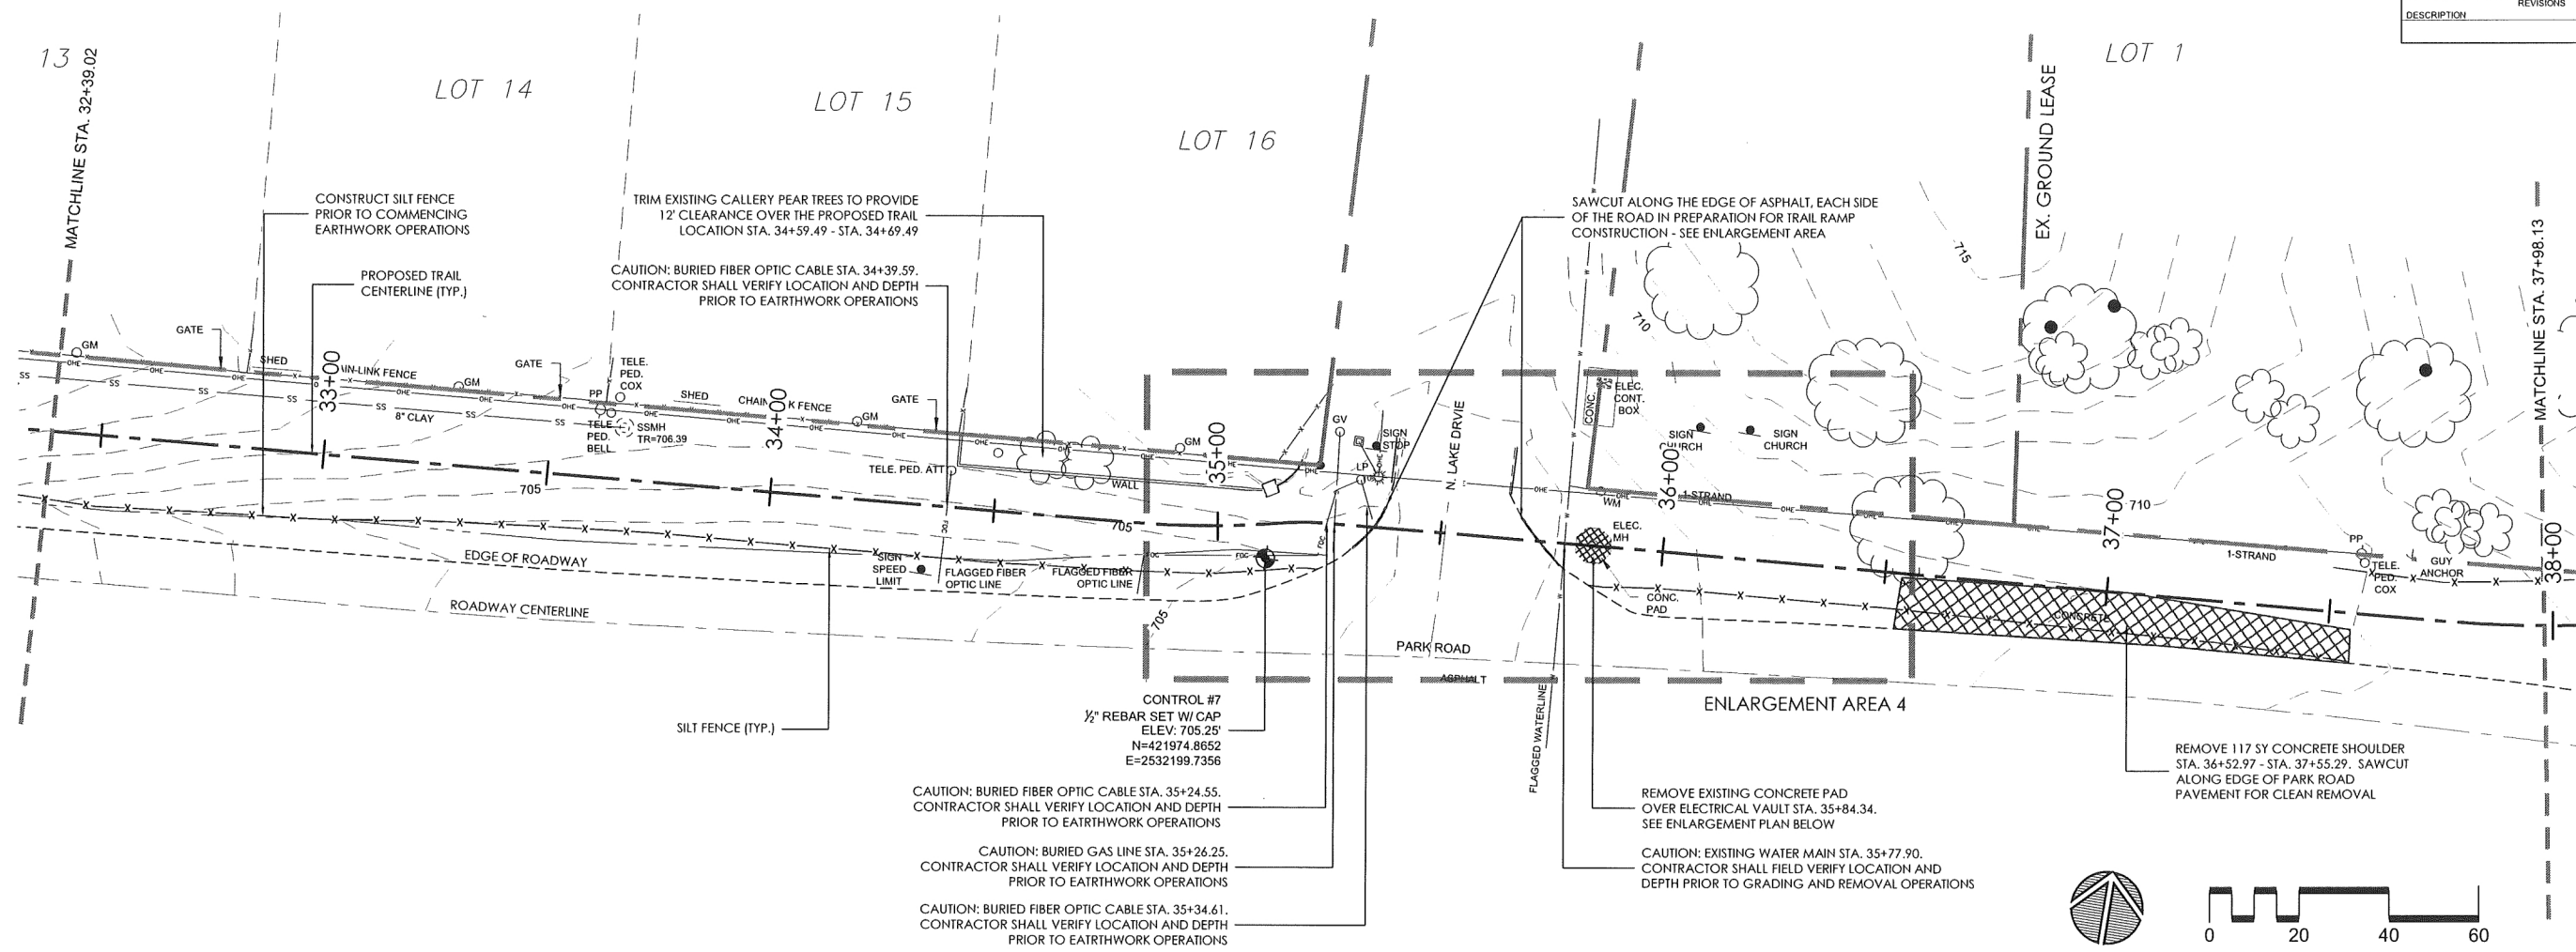 REVISIONS
DESCRIPTION
13
MATCHLINE STA. 32+39.02
LOT 14
LOT 15
LOT 16
EX. GROUND LEASE
LOT 1
MATCHLINE STA. 37+98.13
CONSTRUCT SILT FENCE
PRIOR TO COMMENCING
EARTHWORK OPERATIONS
PROPOSED TRAIL
CENTERLINE (TYP.)
TRIM EXISTING CALLERY PEAR TREES TO PROVIDE
12' CLEARANCE OVER THE PROPOSED TRAIL
LOCATION STA. 34+59.49 - STA. 34+69.49
CAUTION: BURIED FIBER OPTIC CABLE STA. 34+39.59.
CONTRACTOR SHALL VERIFY LOCATION AND DEPTH
PRIOR TO EATRTHWORK OPERATIONS
SAWCUT ALONG THE EDGE OF ASPHALT, EACH SIDE
OF THE ROAD IN PREPARATION FOR TRAIL RAMP
CONSTRUCTION - SEE ENLARGEMENT AREA
715
710
GATE
GM
SHED
33+00
AIN-LINK FENCE
GM
GATE
PP
TELE.
PED.
COX
SHED
CHAIN
K FENCE
34+00
GM
GATE
GM
35+00
8" CLAY
TELE
PED.
BELL
SSMH
TR=706.39
TELE. PED. ATT
WALL
GV
LP
SIGN
STOP
N. LAKE DRVIE
CONC.
ELEC.
CONT.
BOX
SIGN
CHURCH
36+00
SIGN
CHURCH
WM
1-STRAND
37+00
710
1-STRAND
PP
TELE.
PED.
COX
GUY
ANCHOR
38+00
705
705
705
EDGE OF ROADWAY
SIGN
SPEED
LIMIT
FLAGGED FIBER
OPTIC LINE
FLAGGED FIBER
OPTIC LINE
FOC
FOC
FOC
FOC
ELEC.
MH
CONC.
PAD
CONCRETE
ROADWAY CENTERLINE
PARK ROAD
ASPHALT
FLAGGED WATERLINE
ENLARGEMENT AREA 4
SILT FENCE (TYP.)
CONTROL #7
½" REBAR SET W/ CAP
ELEV: 705.25'
N=421974.8652
E=2532199.7356
CAUTION: BURIED FIBER OPTIC CABLE STA. 35+24.55.
CONTRACTOR SHALL VERIFY LOCATION AND DEPTH
PRIOR TO EATRTHWORK OPERATIONS
CAUTION: BURIED GAS LINE STA. 35+26.25.
CONTRACTOR SHALL VERIFY LOCATION AND DEPTH
PRIOR TO EATRTHWORK OPERATIONS
CAUTION: BURIED FIBER OPTIC CABLE STA. 35+34.61.
CONTRACTOR SHALL VERIFY LOCATION AND DEPTH
PRIOR TO EATRTHWORK OPERATIONS
REMOVE EXISTING CONCRETE PAD
OVER ELECTRICAL VAULT STA. 35+84.34.
SEE ENLARGEMENT PLAN BELOW
CAUTION: EXISTING WATER MAIN STA. 35+77.90.
CONTRACTOR SHALL FIELD VERIFY LOCATION AND
DEPTH PRIOR TO GRADING AND REMOVAL OPERATIONS
REMOVE 117 SY CONCRETE SHOULDER
STA. 36+52.97 - STA. 37+55.29. SAWCUT
ALONG EDGE OF PARK ROAD
PAVEMENT FOR CLEAN REMOVAL
0 20 40 60